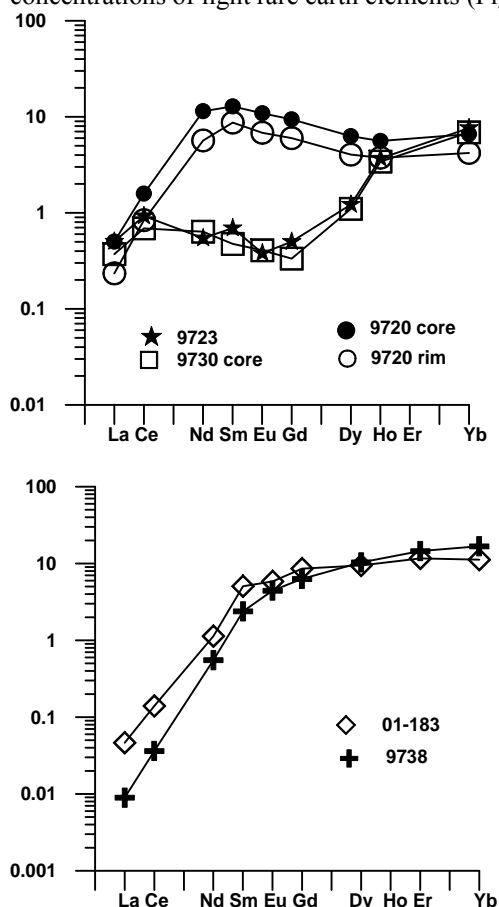 concentrations of light rare earth elements (Fi
100
10
1
0.1
0.01
9723
9730 core
9720 core
9720 rim
La Ce Nd Sm Eu Gd Dy Ho Er Yb
100
10
1
0.1
0.01
0.001
01-183
9738
La Ce Nd Sm Eu Gd Dy Ho Er Yb